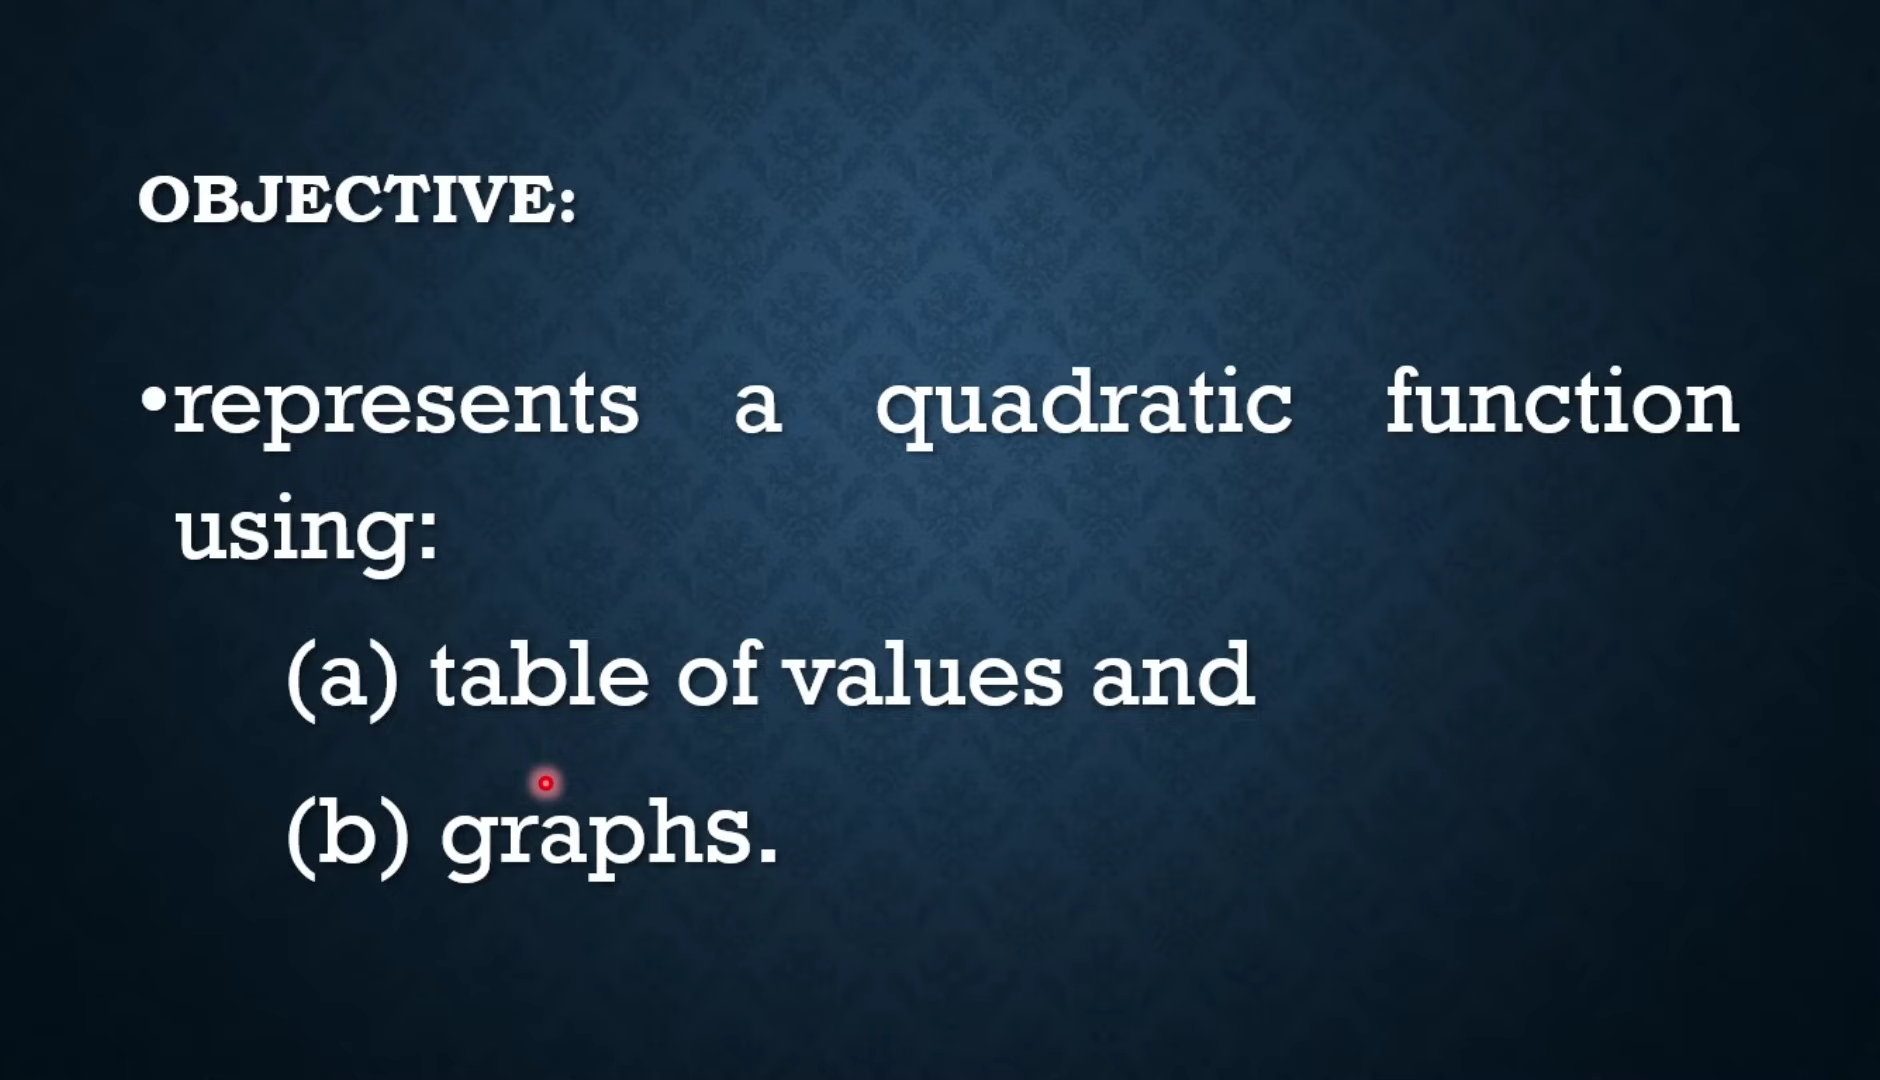 OBJECTIVE:
•represents a quadratic function
using:
(a) table of values and
(b) graphs.